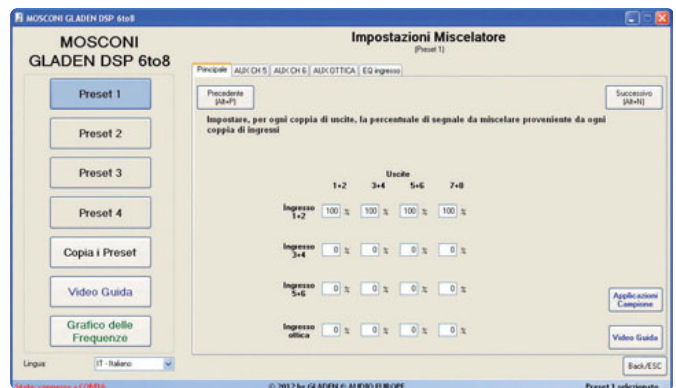 MOSCONI GLADEN DSP 6to8
MOSCONI
GLADEN DSP 6to8
Preset 1
Preset 2
Preset 3
Preset 4
Copia i Preset
Video Guida
Grafico delle
Frequenze
Lingua
IT - Italiano
Impostazioni Miscelatore
(Preset 1)
Principale AUX CH 5 AUX CH 6 AUX OTTICA EQ ingresso
Precedente
(Alt+P)
Successivo
(Alt+N)
Impostare, per ogni coppia di uscite, la percentuale di segnale da miscelare proveniente da ogni
coppia di ingressi
Uscite
1+2 3+4 5+6 7+8
Ingresso
1+2 100 % 100 % 100 % 100 %
Ingresso
3+4 0 % 0 % 0 % 0 %
Ingresso
5+6 0 % 0 % 0 % 0 %
Ingresso
ottica 0 % 0 % 0 % 0 %
Applicazioni
Campione
Video Guida
Back/ESC
Stato: connesso a COM16
© 2012 by GLADEN & AUDIO EUROPE
Preset 1 selezionato